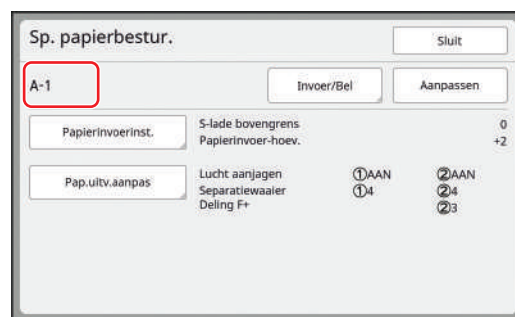 Sp. papierbestur.
Sluit
A-1
Invoer/Bel
Aanpassen
Papierinvoerinst.
S-lade bovengrens 0
Papierinvoer-hoev. +2
Pap.uitv.aanpas
Lucht aanjagen ①AAN ②AAN
Separatiewaaier ①4 ②4
Deling F+ ②3